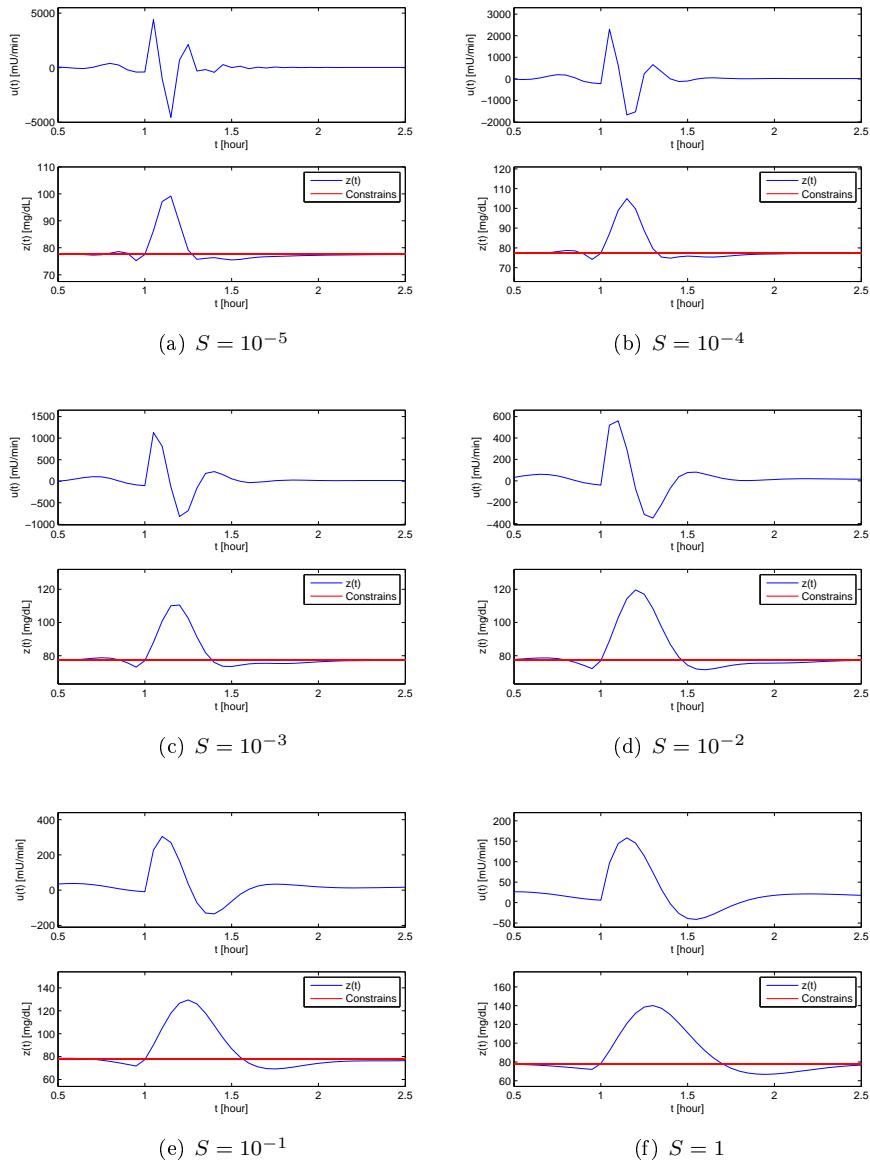 5000
0
−5000
u(t) [mU/min]
0.5 1 1.5 2 2.5
t [hour]
110
100
90
80
70
z(t) [mg/dL]
z(t)
Constrains
0.5 1 1.5 2 2.5
t [hour]
(a) S = 10−5
3000
2000
1000
0
−1000
−2000
u(t) [mU/min]
0.5 1 1.5 2 2.5
t [hour]
120
110
100
90
80
70
z(t) [mg/dL]
z(t)
Constrains
0.5 1 1.5 2 2.5
t [hour]
(b) S = 10−4
1500
1000
500
0
−500
−1000
u(t) [mU/min]
0.5 1 1.5 2 2.5
t [hour]
120
100
80
z(t) [mg/dL]
z(t)
Constrains
0.5 1 1.5 2 2.5
t [hour]
(c) S = 10−3
600
400
200
0
−200
−400
u(t) [mU/min]
0.5 1 1.5 2 2.5
t [hour]
120
100
80
z(t) [mg/dL]
z(t)
Constrains
0.5 1 1.5 2 2.5
t [hour]
(d) S = 10−2
400
200
0
−200
u(t) [mU/min]
0.5 1 1.5 2 2.5
t [hour]
140
120
100
80
60
z(t) [mg/dL]
z(t)
Constrains
0.5 1 1.5 2 2.5
t [hour]
(e) S = 10−1
200
150
100
50
0
−50
u(t) [mU/min]
0.5 1 1.5 2 2.5
t [hour]
160
140
120
100
80
60
z(t) [mg/dL]
z(t)
Constrains
0.5 1 1.5 2 2.5
t [hour]
(f) S = 1